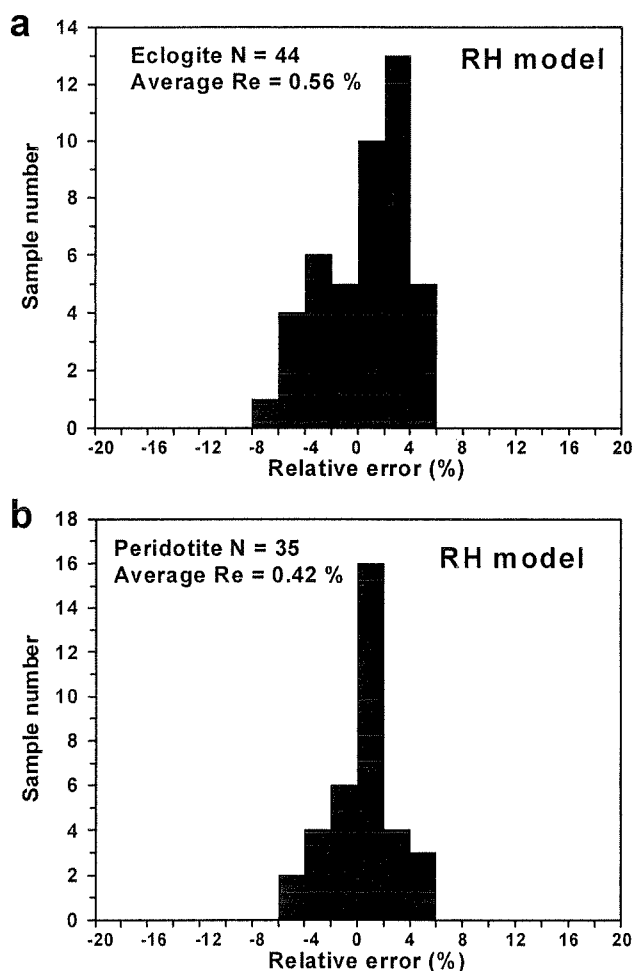 a
Eclogite N = 44
Average Re = 0.56 %
RH model
Sample number
14
12
10
8
6
4
2
0
-20 -16 -12 -8 -4 0 4 8 12 16 20
Relative error (%)
b
Peridotite N = 35
Average Re = 0.42 %
RH model
Sample number
18
16
14
12
10
8
6
4
2
0
-20 -16 -12 -8 -4 0 4 8 12 16 20
Relative error (%)